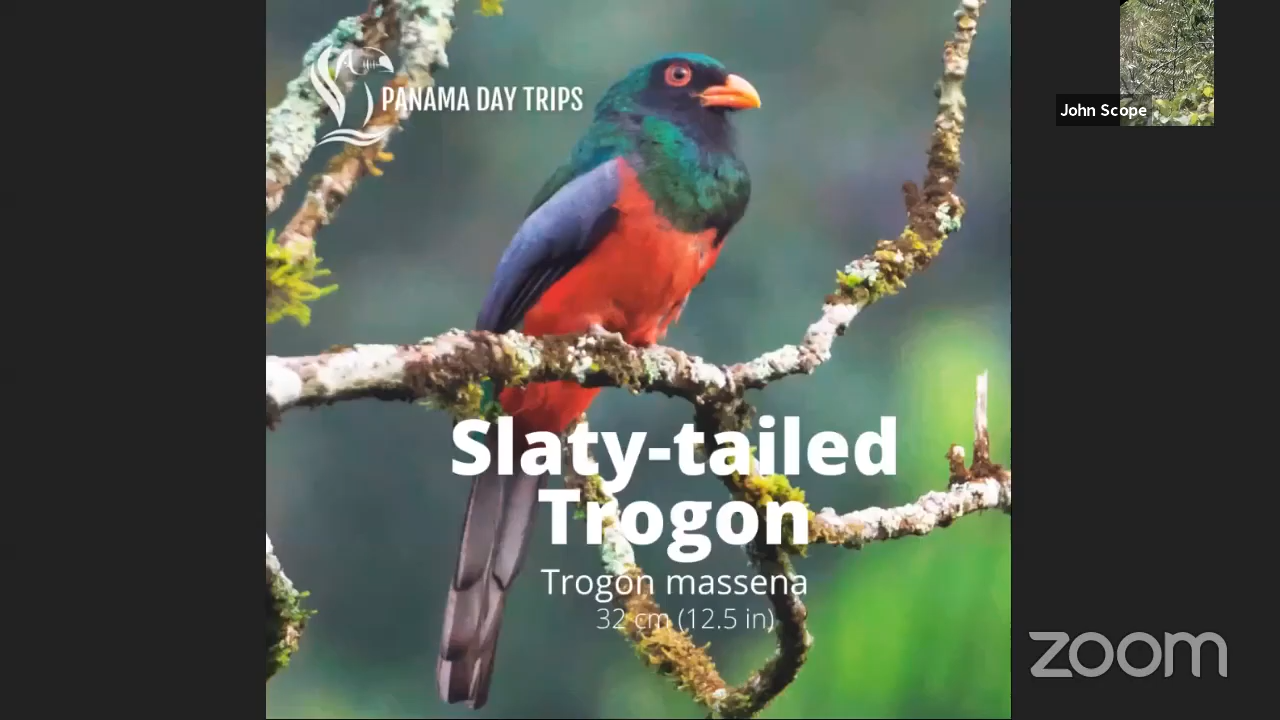 PANAMA DAY TRIPS
John Scope
Slaty-tailed
Trogon
Trogon massena
32 cm (12.5 in)
zoom